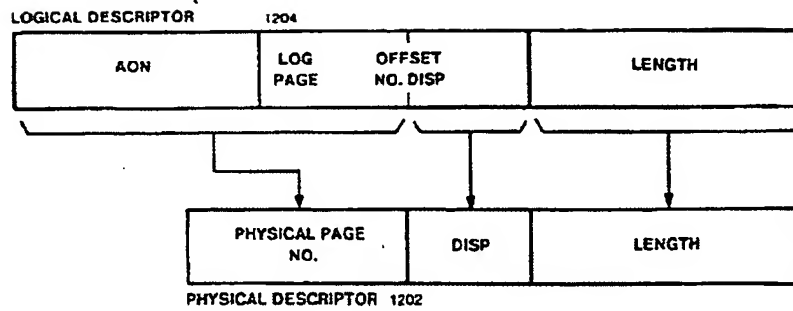 LOGICAL DESCRIPTOR 1204
AON
LOG OFFSET
PAGE NO. DISP
LENGTH
PHYSICAL PAGE
NO.
DISP
LENGTH
PHYSICAL DESCRIPTOR 1202